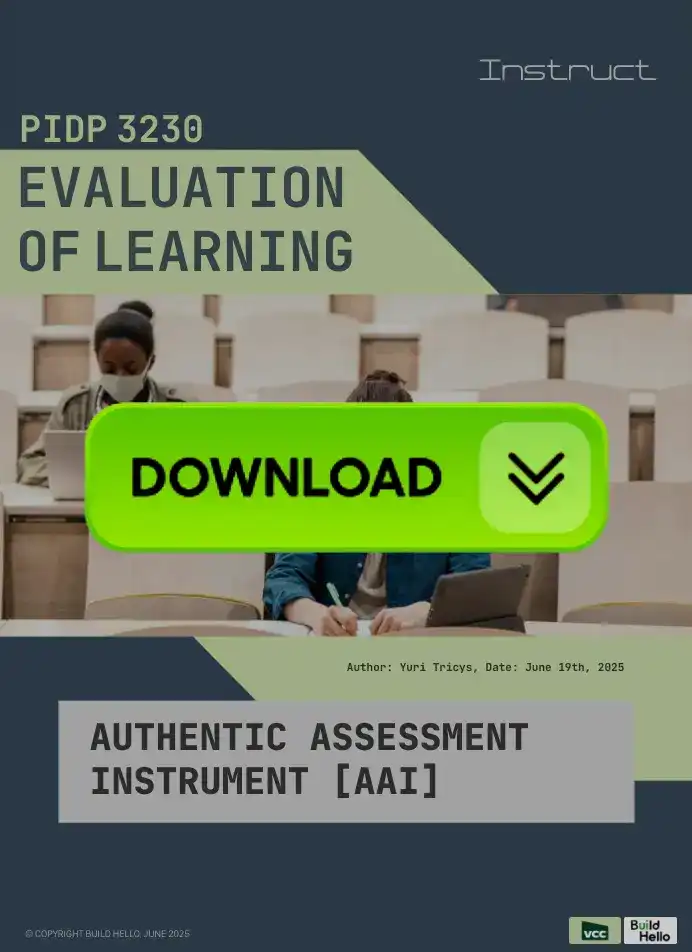 Instruct
PIDP 3230
EVALUATION
OF LEARNING
DOWNLOAD
Author: Yuri Tricys, Date: June 19th, 2025
AUTHENTIC ASSESSMENT
INSTRUMENT [AAI]
© COPYRIGHT BUILD HELLO. JUNE 2025
vcc
Build
Hello